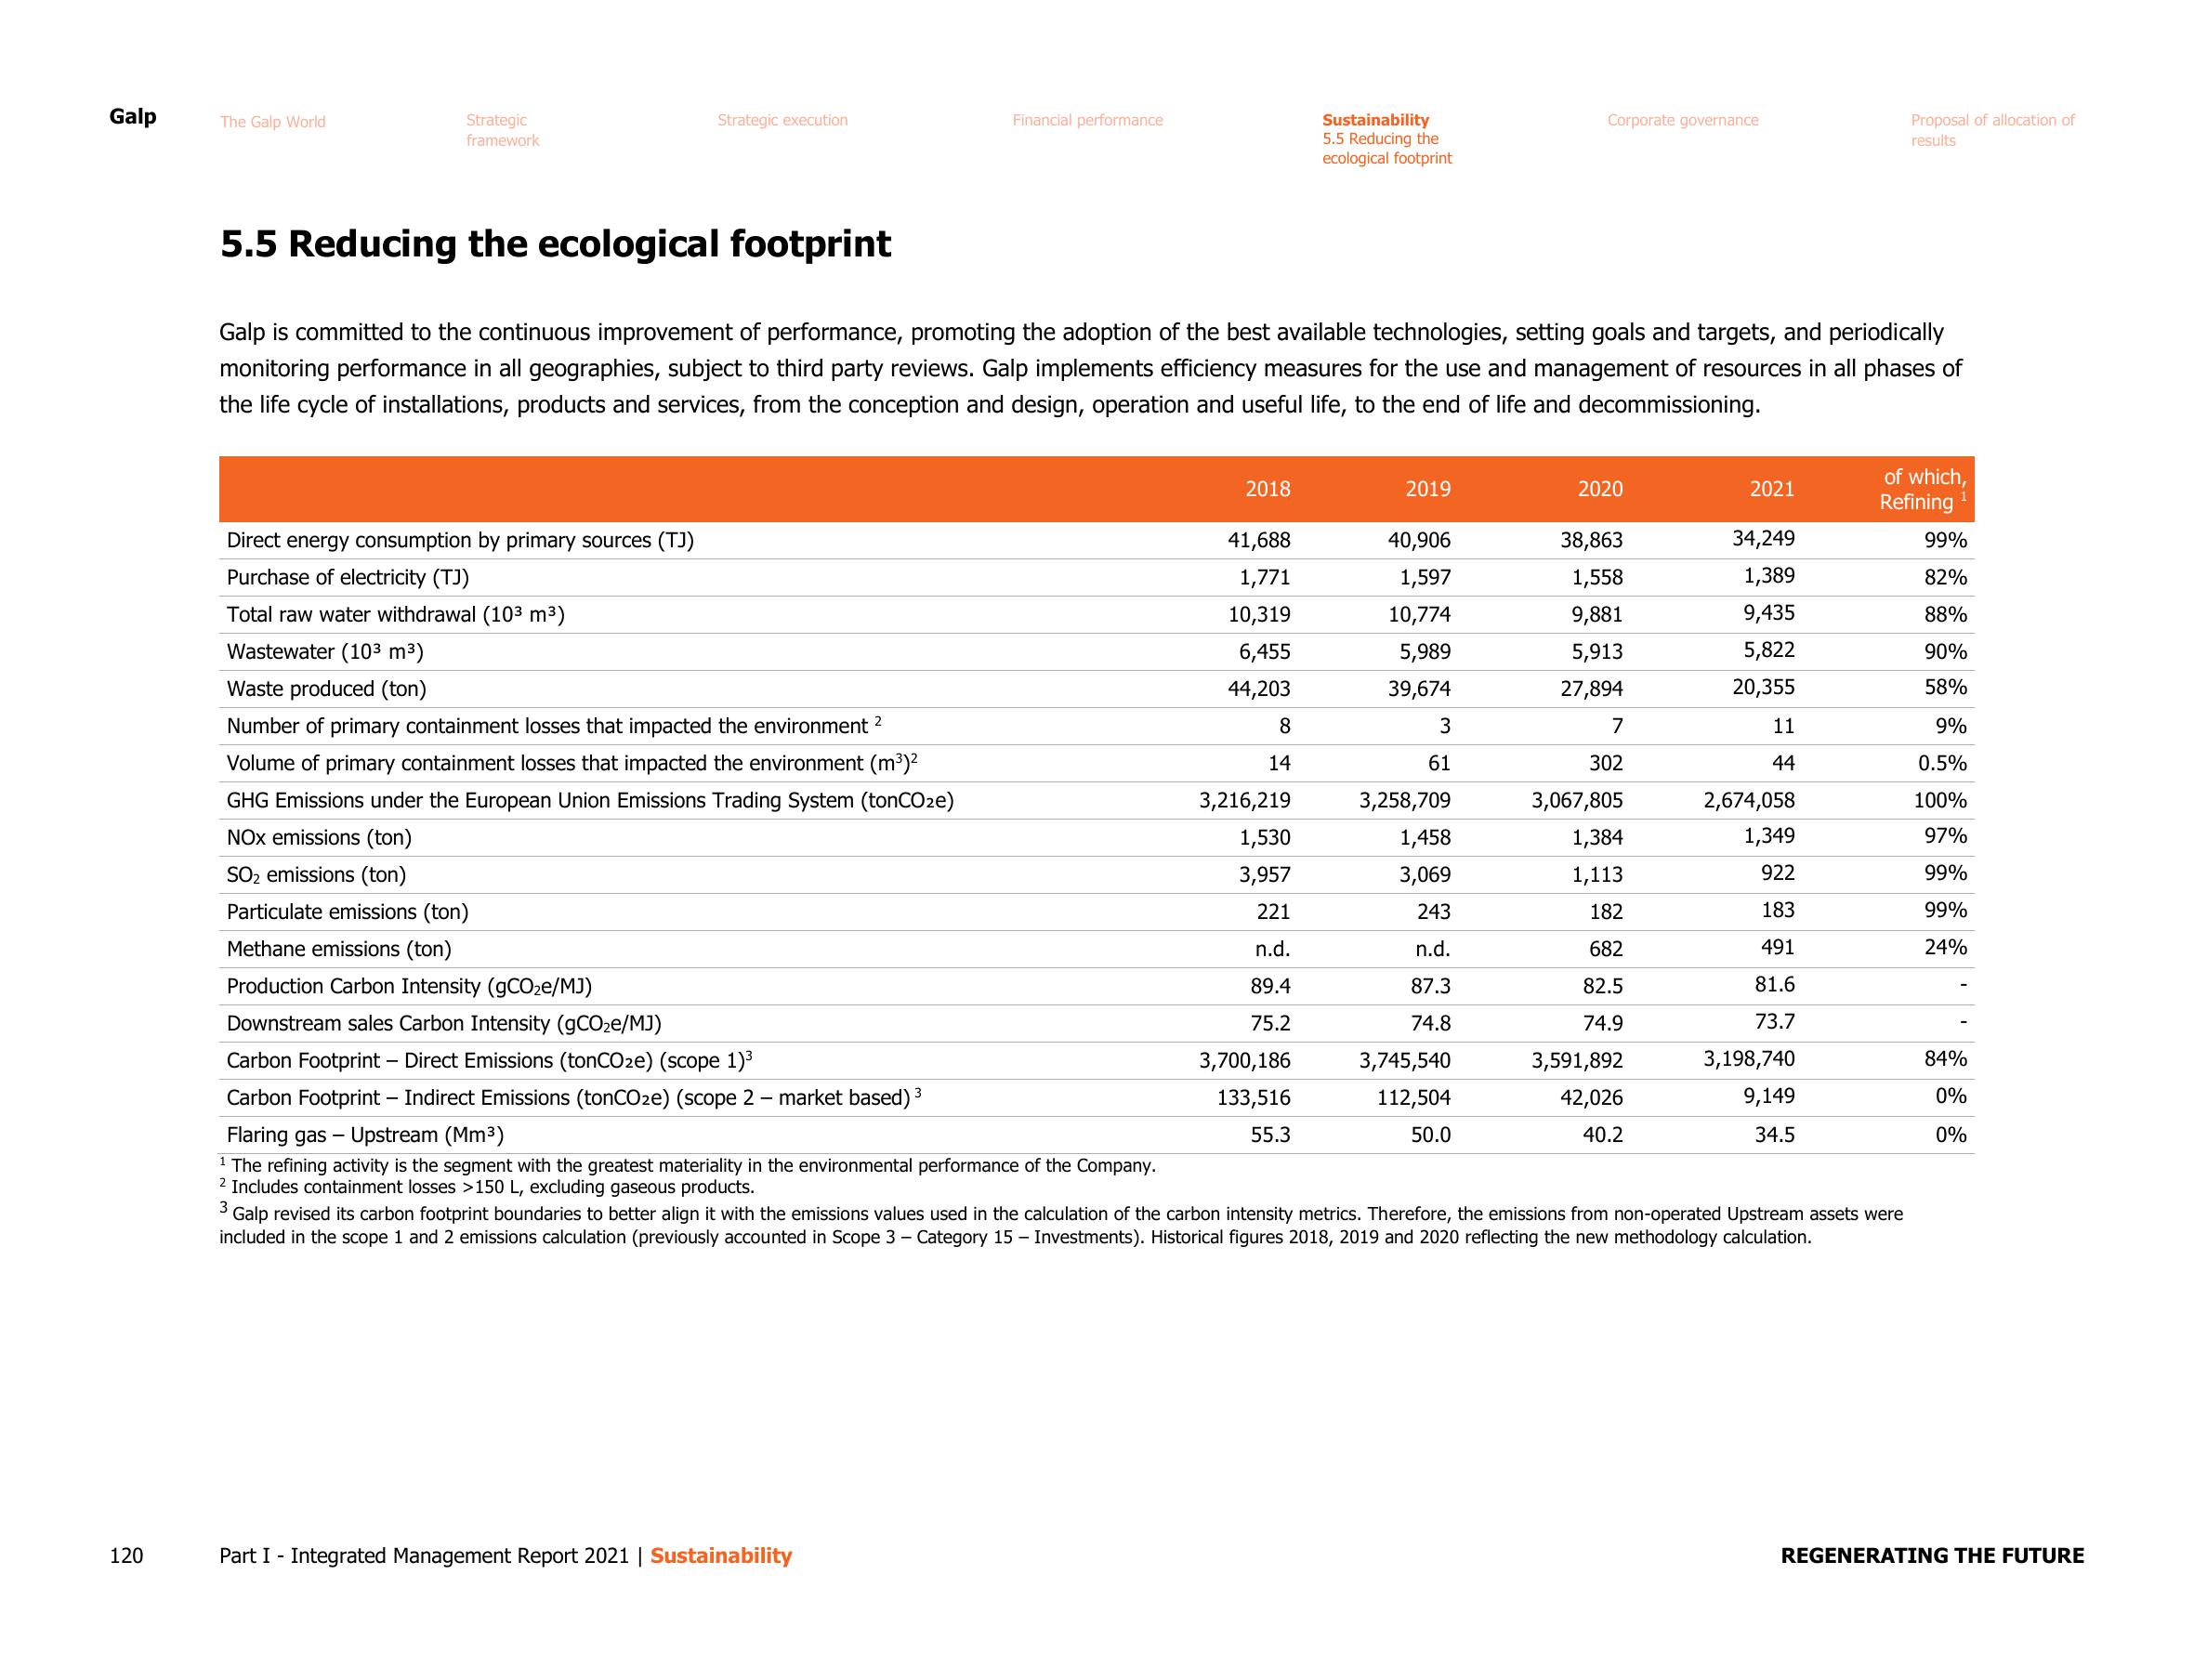 Galp
The Galp World
Strategic
framework
Strategic execution
Financial performance
Sustainability
5.5 Reducing the
ecological footprint
Corporate governance
Proposal of allocation of
results
5.5 Reducing the ecological footprint
Galp is committed to the continuous improvement of performance, promoting the adoption of the best available technologies, setting goals and targets, and periodically
monitoring performance in all geographies, subject to third party reviews. Galp implements efficiency measures for the use and management of resources in all phases of
the life cycle of installations, products and services, from the conception and design, operation and useful life, to the end of life and decommissioning.
2018 2019 2020 2021 of which,
Refining ¹
Direct energy consumption by primary sources (TJ) 41,688 40,906 38,863 34,249 99%
Purchase of electricity (TJ) 1,771 1,597 1,558 1,389 82%
Total raw water withdrawal (10³ m³) 10,319 10,774 9,881 9,435 88%
Wastewater (10³ m³) 6,455 5,989 5,913 5,822 90%
Waste produced (ton) 44,203 39,674 27,894 20,355 58%
Number of primary containment losses that impacted the environment ² 8 3 7 11 9%
Volume of primary containment losses that impacted the environment (m³)² 14 61 302 44 0.5%
GHG Emissions under the European Union Emissions Trading System (tonCO₂e) 3,216,219 3,258,709 3,067,805 2,674,058 100%
NOx emissions (ton) 1,530 1,458 1,384 1,349 97%
SO₂ emissions (ton) 3,957 3,069 1,113 922 99%
Particulate emissions (ton) 221 243 182 183 99%
Methane emissions (ton) n.d. n.d. 682 491 24%
Production Carbon Intensity (gCO₂e/MJ) 89.4 87.3 82.5 81.6 -
Downstream sales Carbon Intensity (gCO₂e/MJ) 75.2 74.8 74.9 73.7 -
Carbon Footprint – Direct Emissions (tonCO₂e) (scope 1)³ 3,700,186 3,745,540 3,591,892 3,198,740 84%
Carbon Footprint – Indirect Emissions (tonCO₂e) (scope 2 – market based) ³ 133,516 112,504 42,026 9,149 0%
Flaring gas – Upstream (Mm³) 55.3 50.0 40.2 34.5 0%
¹ The refining activity is the segment with the greatest materiality in the environmental performance of the Company.
² Includes containment losses >150 L, excluding gaseous products.
³ Galp revised its carbon footprint boundaries to better align it with the emissions values used in the calculation of the carbon intensity metrics. Therefore, the emissions from non-operated Upstream assets were
included in the scope 1 and 2 emissions calculation (previously accounted in Scope 3 – Category 15 – Investments). Historical figures 2018, 2019 and 2020 reflecting the new methodology calculation.
120 Part I - Integrated Management Report 2021 | Sustainability REGENERATING THE FUTURE